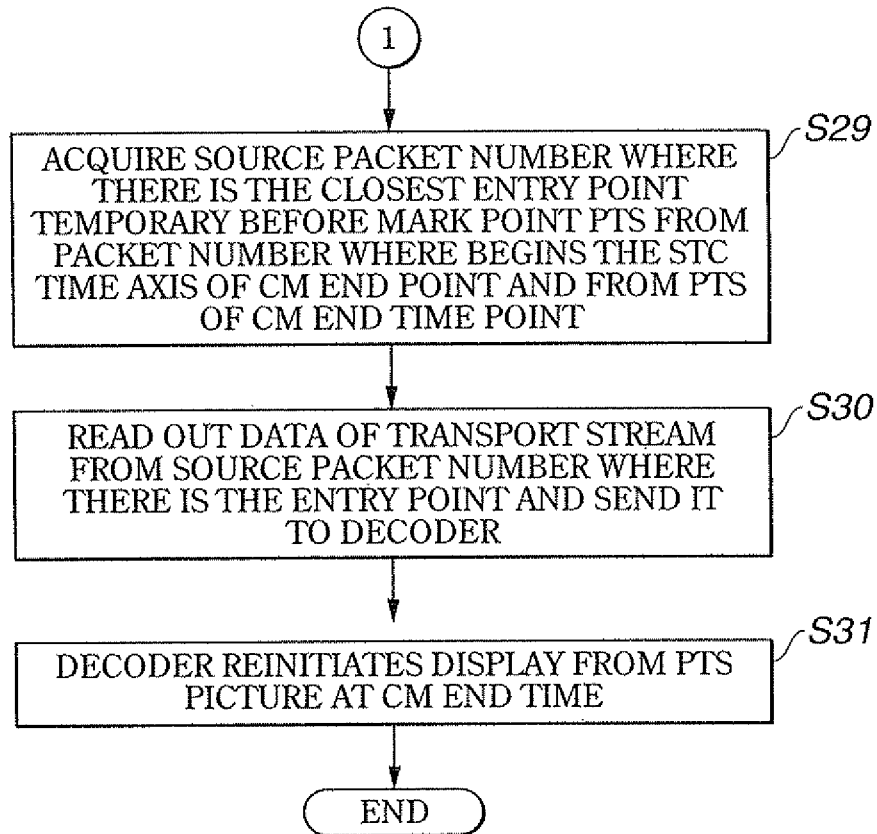 1
S29
ACQUIRE SOURCE PACKET NUMBER WHERE
THERE IS THE CLOSEST ENTRY POINT
TEMPORARY BEFORE MARK POINT PTS FROM
PACKET NUMBER WHERE BEGINS THE STC
TIME AXIS OF CM END POINT AND FROM PTS
OF CM END TIME POINT
S30
READ OUT DATA OF TRANSPORT STREAM
FROM SOURCE PACKET NUMBER WHERE
THERE IS THE ENTRY POINT AND SEND IT
TO DECODER
S31
DECODER REINITIATES DISPLAY FROM PTS
PICTURE AT CM END TIME
END